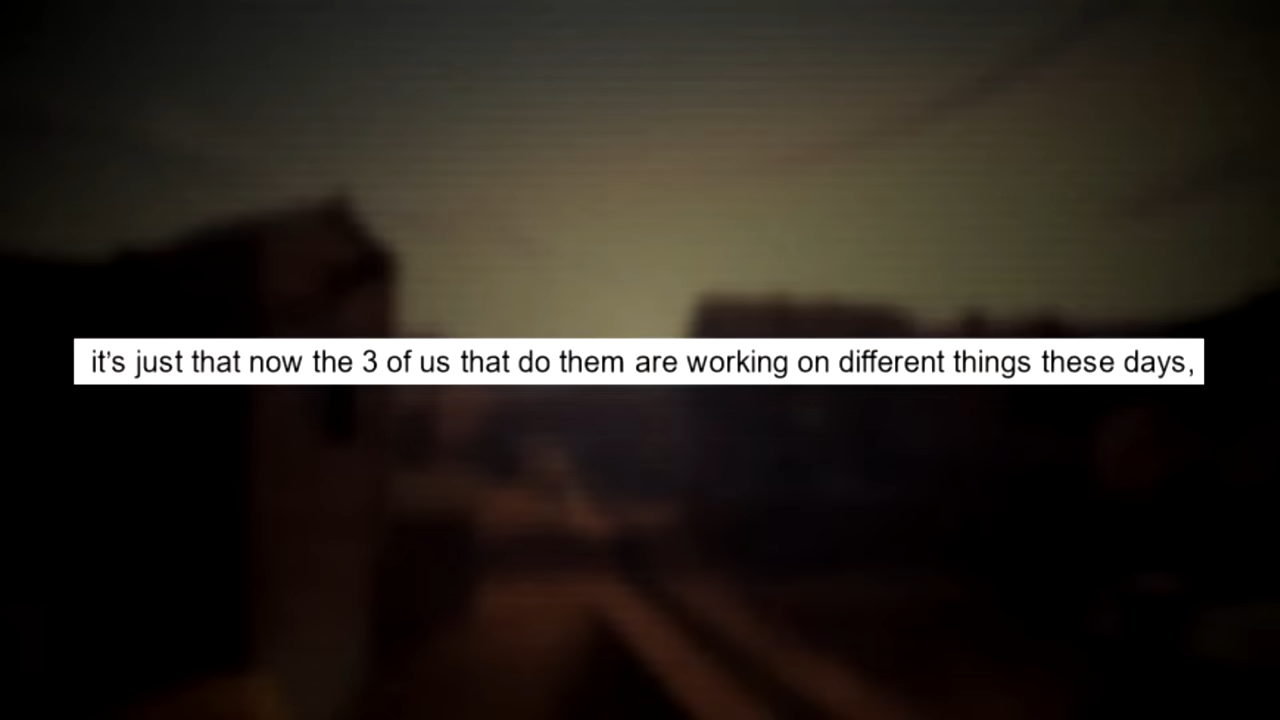 it’s just that now the 3 of us that do them are working on different things these days,